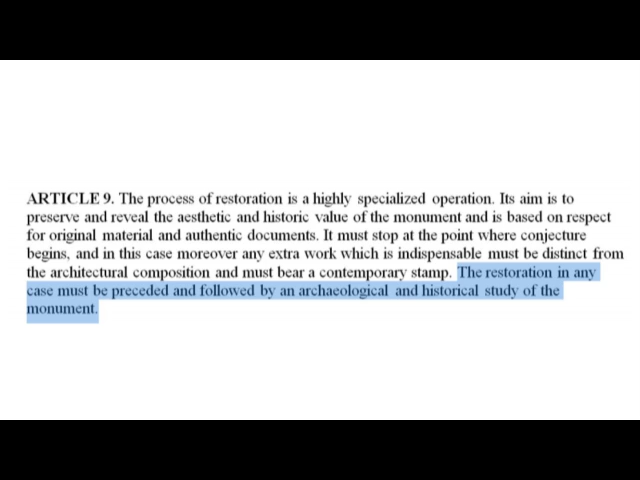 ARTICLE 9. The process of restoration is a highly specialized operation. Its aim is to
preserve and reveal the aesthetic and historic value of the monument and is based on respect
for original material and authentic documents. It must stop at the point where conjecture
begins, and in this case moreover any extra work which is indispensable must be distinct from
the architectural composition and must bear a contemporary stamp. The restoration in any
case must be preceded and followed by an archaeological and historical study of the
monument.